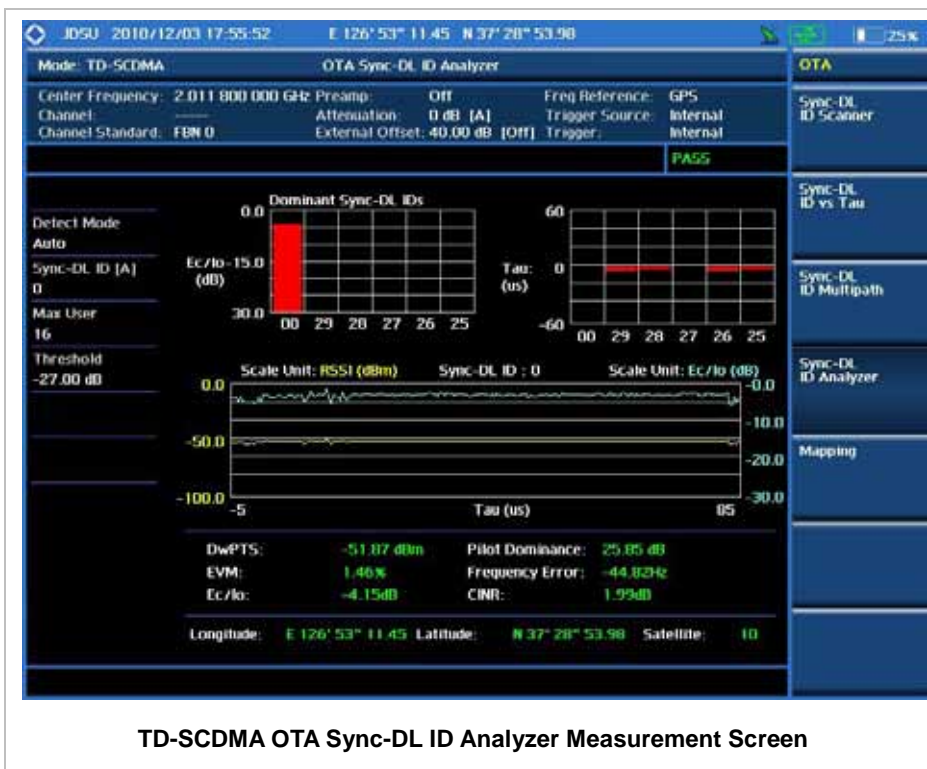 JDSU 2010/12/03 17:55:52 E 126° 53" 11.45 N 37° 28" 53.98 25%
Mode: TD-SCDMA OTA Sync-DL ID Analyzer OTA
Center Frequency: 2.011 800 000 GHz Preamp: Off Freq Reference: GPS
Channel: ----- Attenuation: 0 dB [A] Trigger Source: Internal
Channel Standard: FBN 0 External Offset: 40.00 dB [Off] Trigger: Internal
PASS
Sync-DL
ID Scanner
Sync-DL
ID vs Tau
Sync-DL
ID Multipath
Sync-DL
ID Analyzer
Mapping
Detect Mode
Auto
Sync-DL ID [A]
0
Max User
16
Threshold
-27.00 dB
Dominant Sync-DL IDs
0.0
Ec/Io -15.0
(dB)
30.0
00 29 28 27 26 25
60
Tau: 0
(us)
-60
00 29 28 27 26 25
Scale Unit: RSSI (dBm) Sync-DL ID : 0 Scale Unit: Ec/Io (dB)
0.0 -0.0
-10.0
-50.0
-20.0
-100.0 -30.0
-5 Tau (us) 85
DwPTS: -51.87 dBm Pilot Dominance: 25.85 dB
EVM: 1.46% Frequency Error: -44.82Hz
Ec/Io: -4.15dB CINR: 1.99dB
Longitude: E 126° 53" 11.45 Latitude: N 37° 28" 53.98 Satellite: 10
TD-SCDMA OTA Sync-DL ID Analyzer Measurement Screen